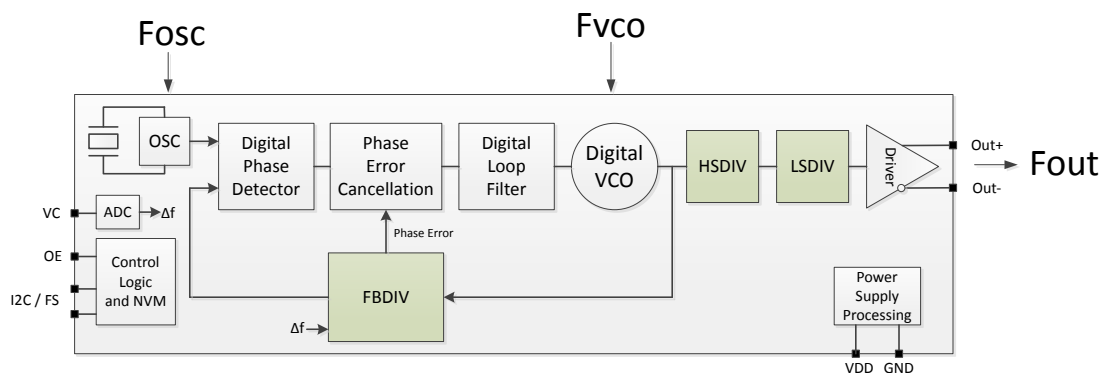 Fosc
Fvco
OSC
Digital
Phase
Detector
Phase
Error
Cancellation
Digital
Loop
Filter
Digital
VCO
HSDIV
LSDIV
Driver
Out+
Out-
Fout
VC
ADC
Δf
Phase Error
OE
I2C / FS
Control
Logic
and NVM
FBDIV
Δf
Power
Supply
Processing
VDD
GND